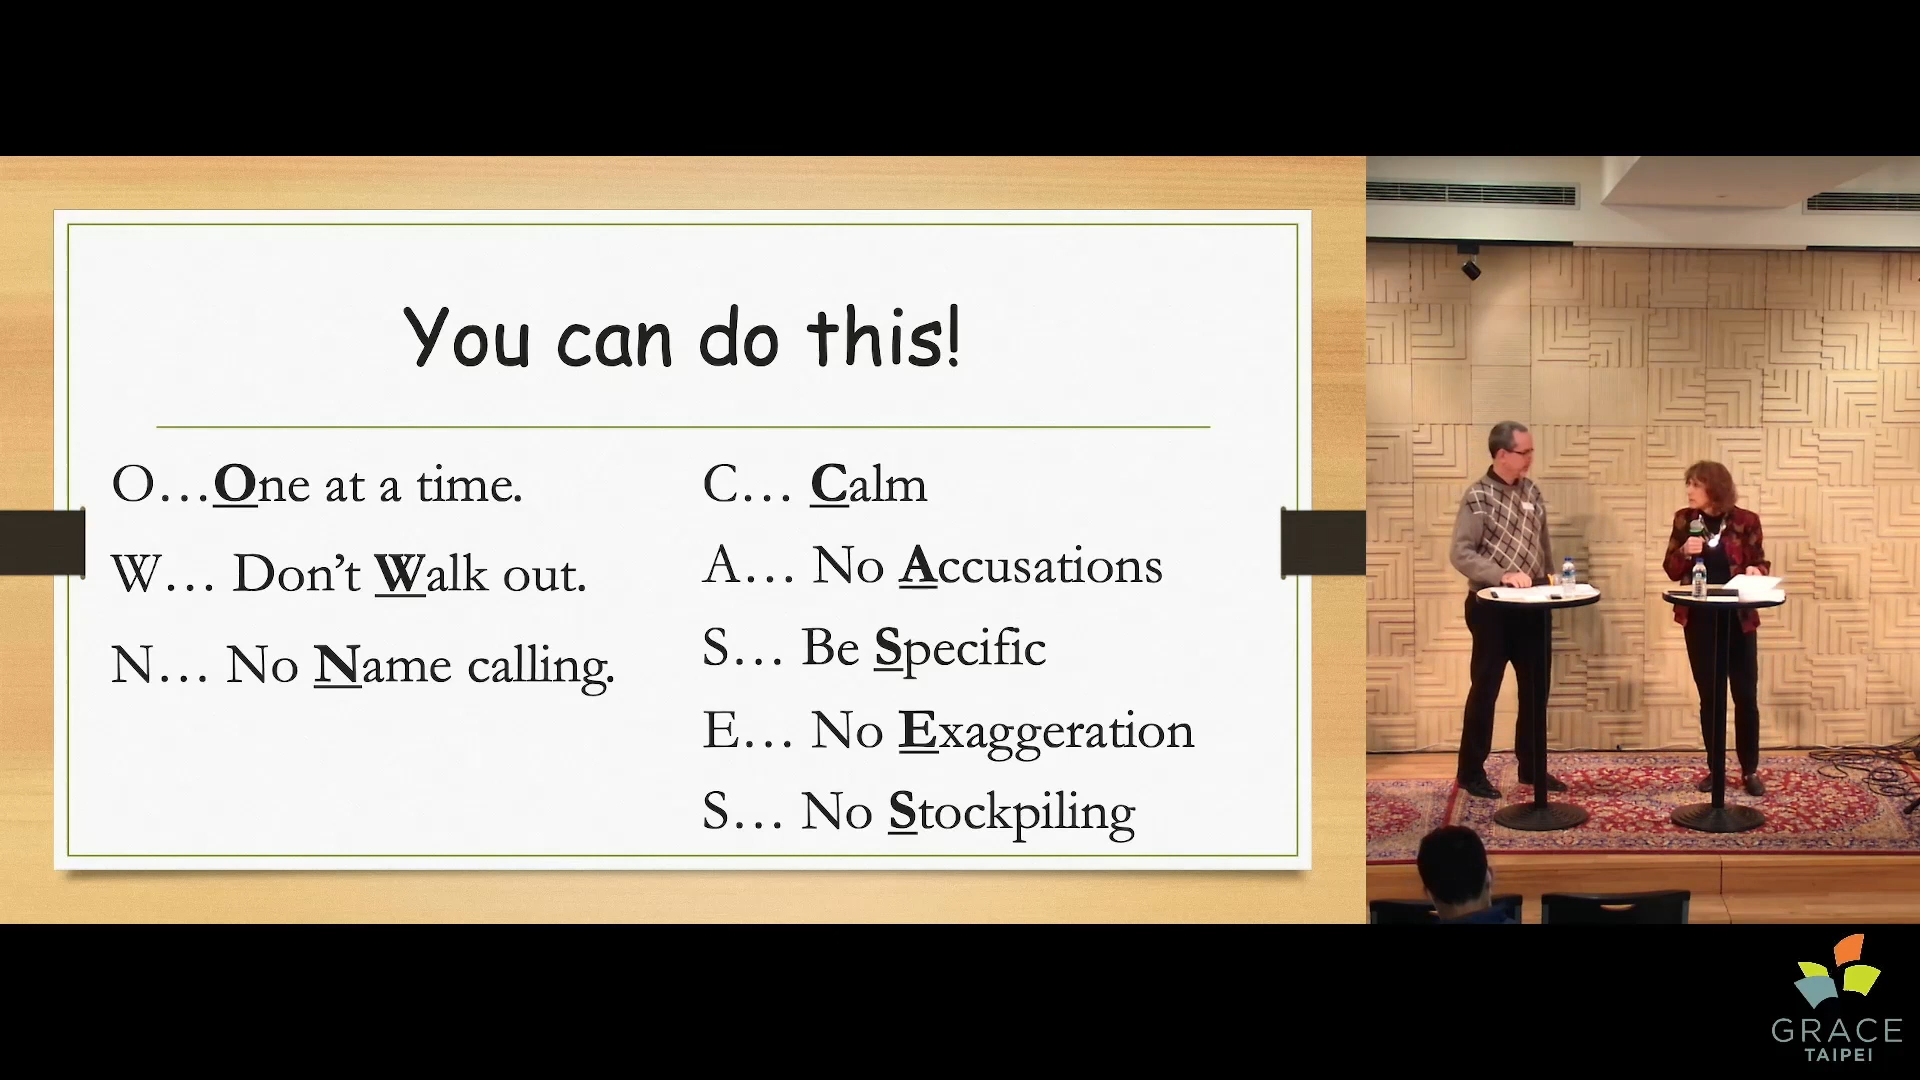 You can do this!
O…One at a time.
W… Don’t Walk out.
N… No Name calling.
C… Calm
A… No Accusations
S… Be Specific
E… No Exaggeration
S… No Stockpiling
GRACE
TAIPEI